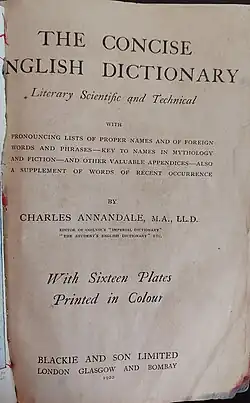 THE CONCISE
NGLISH DICTIONARY
Literary Scientific and Technical
WITH
PRONOUNCING LISTS OF PROPER NAMES AND OF FOREIGN
WORDS AND PHRASES—KEY TO NAMES IN MYTHOLOGY
AND FICTION—AND OTHER VALUABLE APPENDICES—ALSO
A SUPPLEMENT OF WORDS OF RECENT OCCURRENCE
BY
CHARLES ANNANDALE, M.A., LL.D.
EDITOR OF OGILVIE'S "IMPERIAL DICTIONARY"
"THE STUDENT'S ENGLISH DICTIONARY" ETC.
With Sixteen Plates
Printed in Colour
BLACKIE AND SON LIMITED
LONDON GLASGOW AND BOMBAY